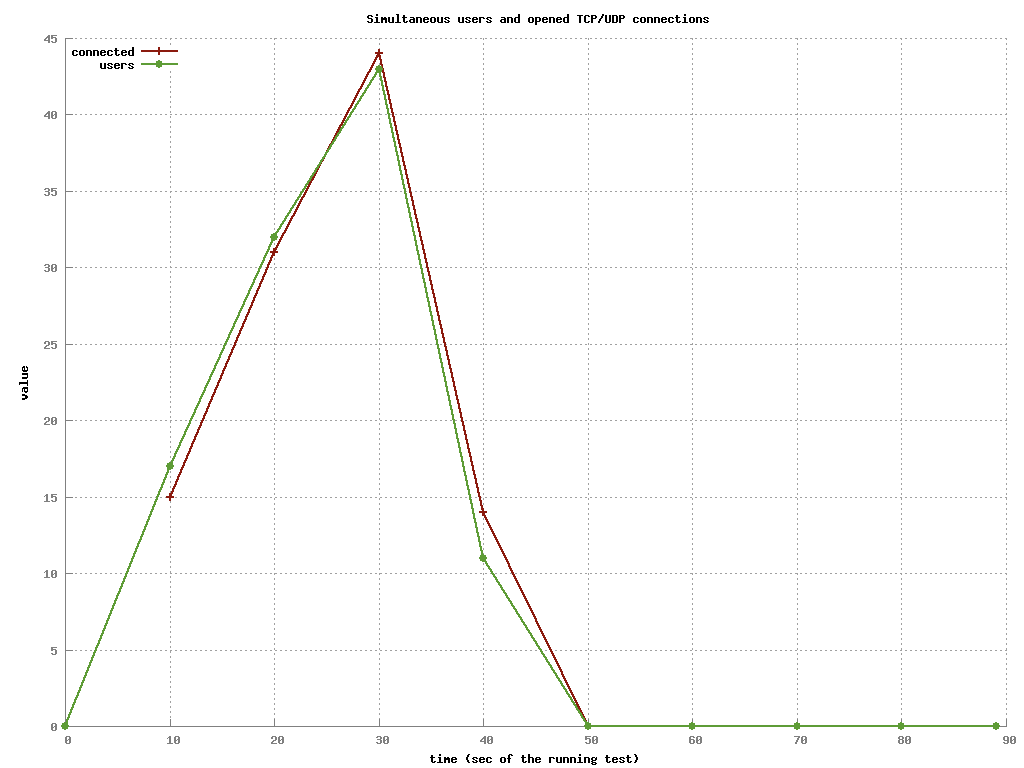 Simultaneous users and opened TCP/UDP connections
45
connected
users
40
35
30
25
value
20
15
10
5
0
0 10 20 30 40 50 60 70 80 90
time (sec of the running test)